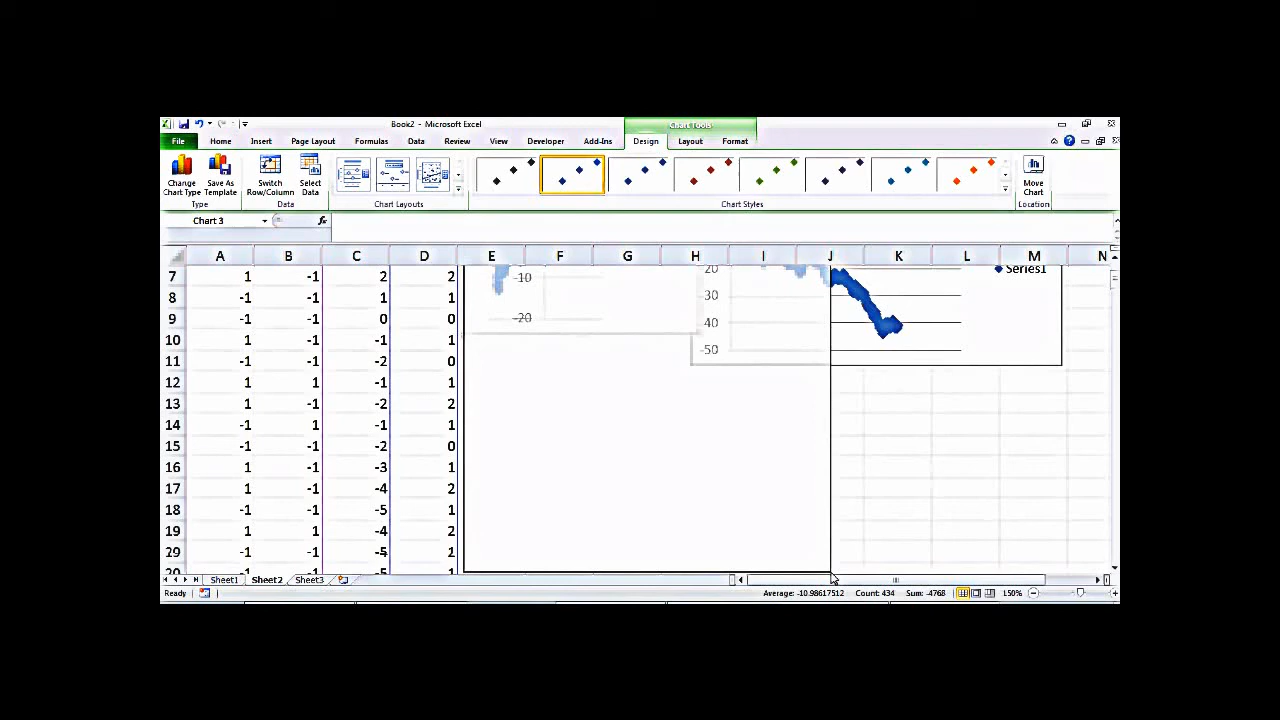 Book2 - Microsoft Excel
Chart Tools
File Home Insert Page Layout Formulas Data Review View Developer Add-Ins Design Layout Format
Change Chart Type
Save As Template
Switch Row/Column
Select Data
Move Chart
Type Data Chart Layouts Chart Styles Location
Chart 3 fx
A B C D E F G H I J K L M N
7 1 -1 2 2 -10 20 Series1
8 -1 -1 1 1 -20 30
9 -1 -1 0 0 40
10 1 -1 -1 1 -50
11 -1 -1 -2 0
12 1 1 -1 1
13 1 -1 -2 2
14 -1 1 -1 1
15 -1 -1 -2 0
16 1 -1 -3 1
17 1 -1 -4 2
18 -1 -1 -5 1
19 1 1 -4 2
29 -1 -1 1
Sheet1 Sheet2 Sheet3
Ready Average: -10.98617512 Count: 434 Sum: -4768 150%